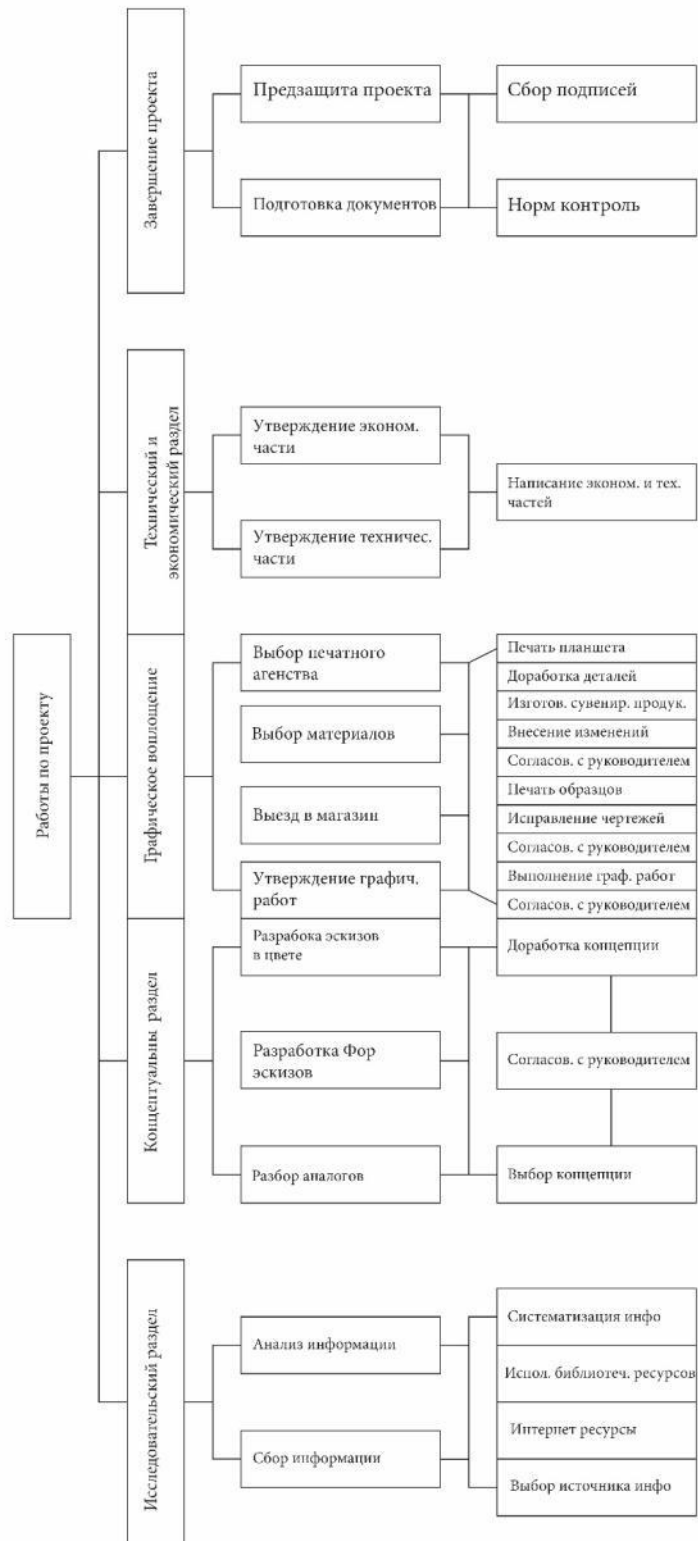 Работы по проекту
Завершение проекта
Предзащита проекта
Сбор подписей
Подготовка документов
Норм контроль
Технический и
экономический раздел
Утверждение эконом.
части
Утверждение техничес.
части
Написание эконом. и тех.
частей
Графическое воплощение
Выбор печатного
агенства
Выбор материалов
Выезд в магазин
Утверждение графич.
работ
Печать планшета
Доработка деталей
Изготов. сувенир. продук.
Внесение изменений
Согласов. с руководителем
Печать образцов
Исправление чертежей
Согласов. с руководителем
Выполнение граф. работ
Согласов. с руководителем
Концептуальны раздел
Разрабока эскизов
в цвете
Разработка Фор
эскизов
Разбор аналогов
Доработка концепции
Согласов. с руководителем
Выбор концепции
Исследовательский раздел
Анализ информации
Сбор информации
Систематизация инфо
Испол. библиотеч. ресурсов
Интернет ресурсы
Выбор источника инфо